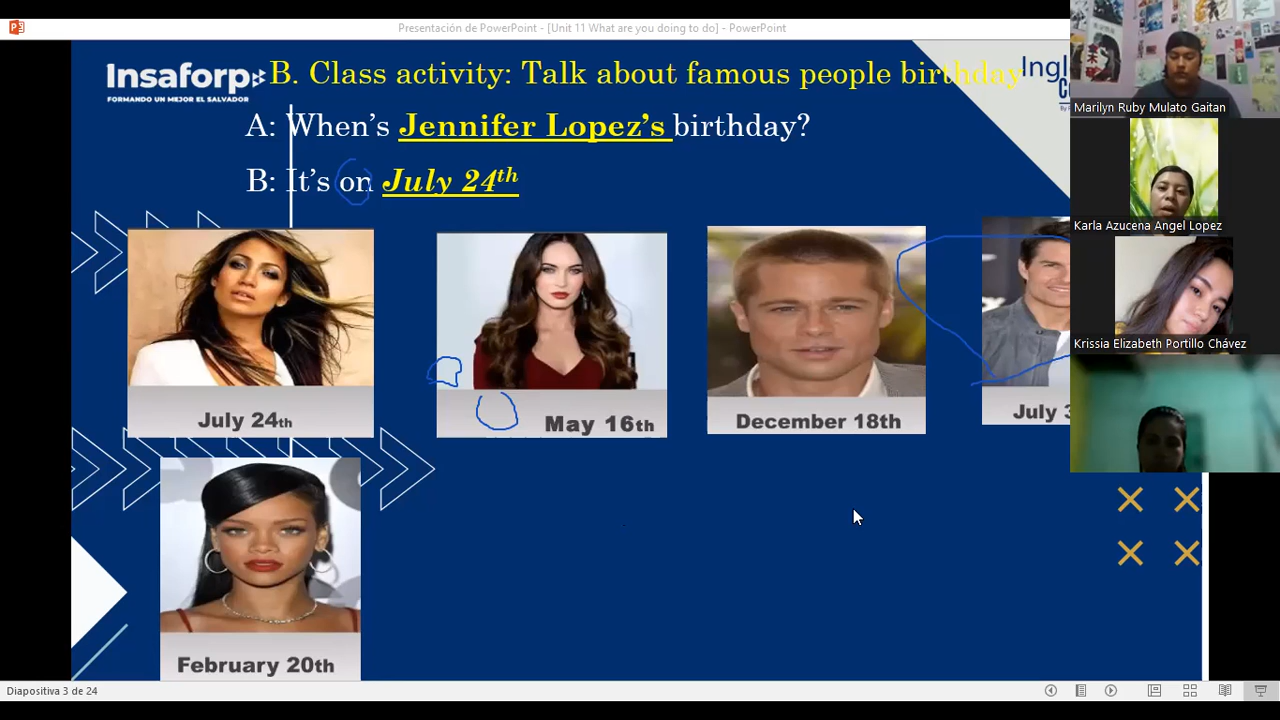 Presentación de PowerPoint - [Unit 11 What are you doing to do] - PowerPoint
Insaforp
FORMANDO UN MEJOR EL SALVADOR
B. Class activity: Talk about famous people birthday
A: When's Jennifer Lopez's birthday?
B: It's on July 24th
July 24th
May 16th
December 18th
July
February 20th
Marilyn Ruby Mulato Gaitan
Karla Azucena Angel Lopez
Krissia Elizabeth Portillo Chávez
Diapositiva 3 de 24